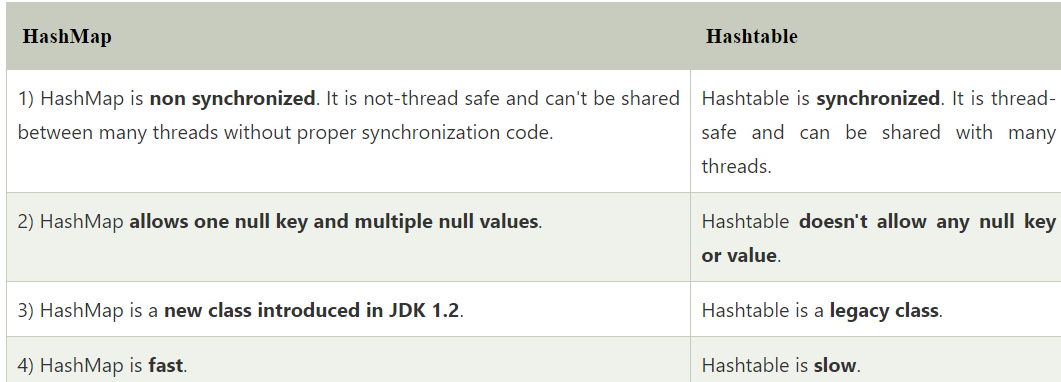 HashMap
Hashtable
1) HashMap is non synchronized. It is not-thread safe and can't be shared
between many threads without proper synchronization code.
Hashtable is synchronized. It is thread-
safe and can be shared with many
threads.
2) HashMap allows one null key and multiple null values.
Hashtable doesn't allow any null key
or value.
3) HashMap is a new class introduced in JDK 1.2.
Hashtable is a legacy class.
4) HashMap is fast.
Hashtable is slow.